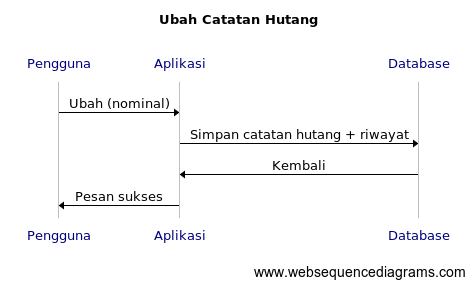 Ubah Catatan Hutang
Pengguna Aplikasi Database
Ubah (nominal)
Simpan catatan hutang + riwayat
Kembali
Pesan sukses
Pengguna Aplikasi Database
www.websequencediagrams.com